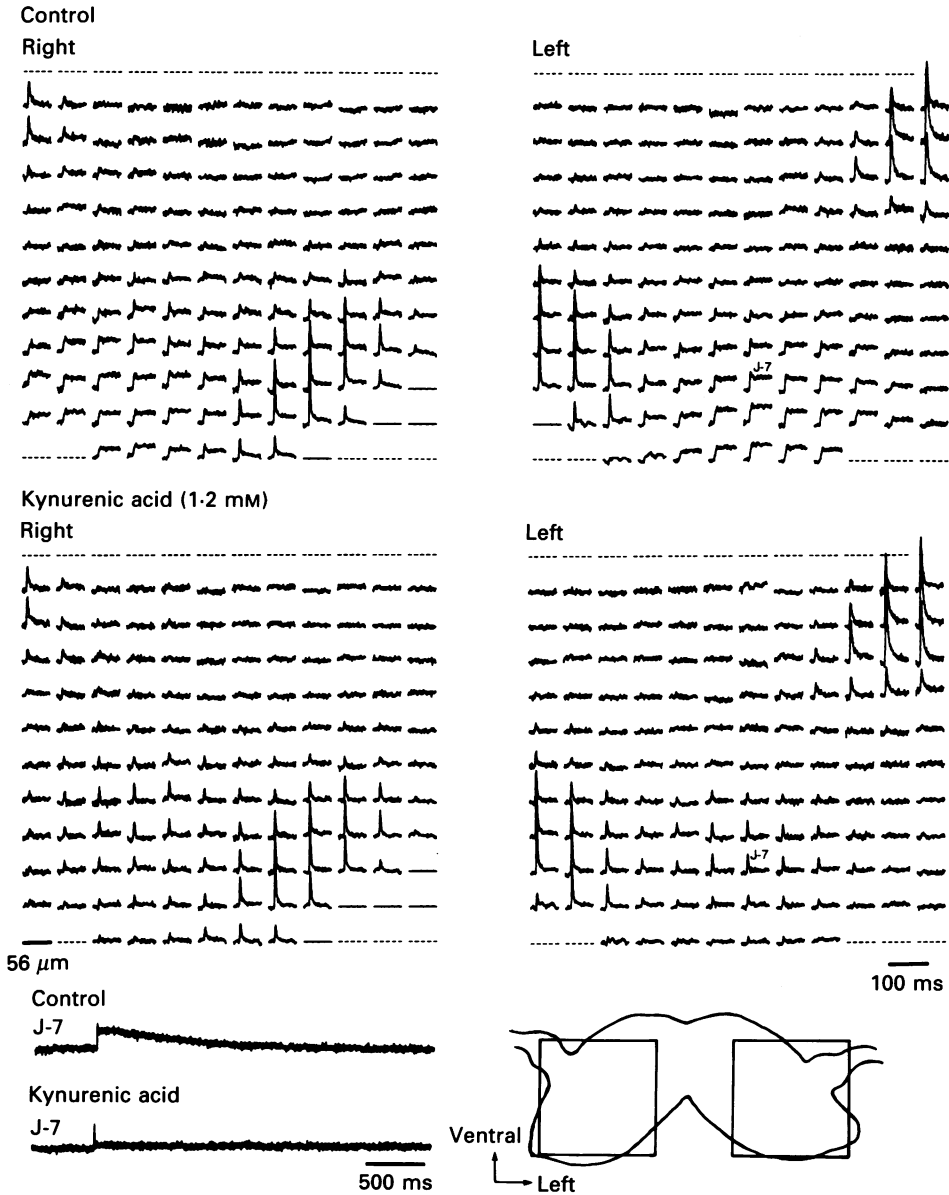 Control
Right
Left
J-7
Kynurenic acid (1·2 mM)
Right
Left
J-7
56 μm
100 ms
Control
J-7
Kynurenic acid
J-7
500 ms
Ventral
Left